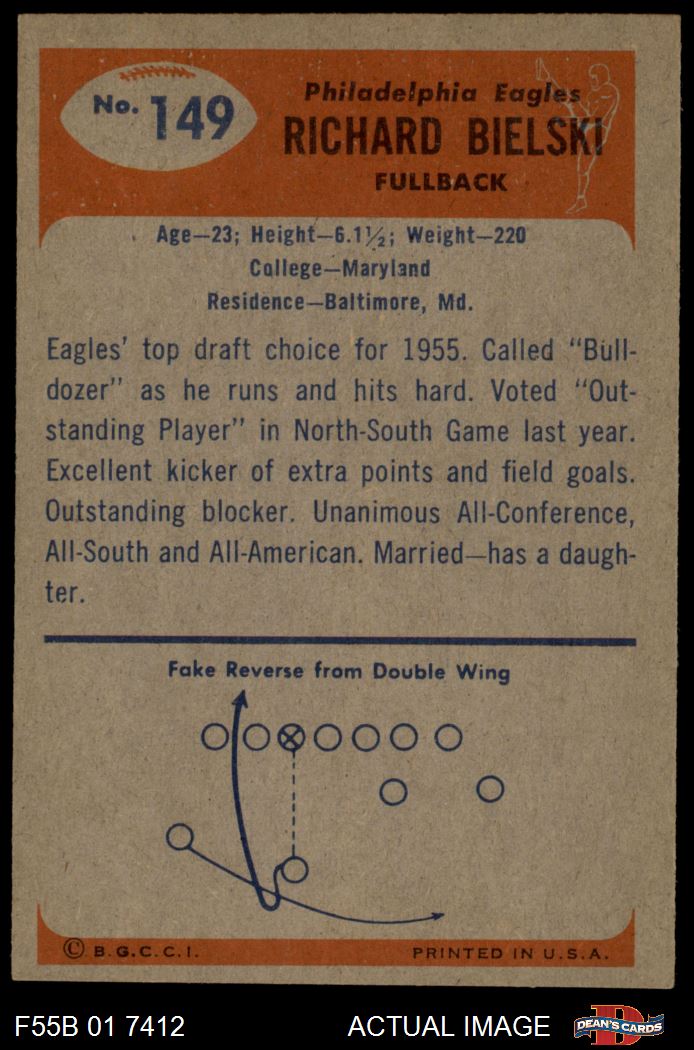 No. 149
Philadelphia Eagles
RICHARD BIELSKI
FULLBACK
Age—23; Height—6.1½; Weight—220
College—Maryland
Residence—Baltimore, Md.
Eagles' top draft choice for 1955. Called "Bull-
dozer" as he runs and hits hard. Voted "Out-
standing Player" in North-South Game last year.
Excellent kicker of extra points and field goals.
Outstanding blocker. Unanimous All-Conference,
All-South and All-American. Married—has a daugh-
ter.
Fake Reverse from Double Wing
© B.G.C.C.I. PRINTED IN U.S.A.
F55B 01 7412 ACTUAL IMAGE D DEAN'S CARDS